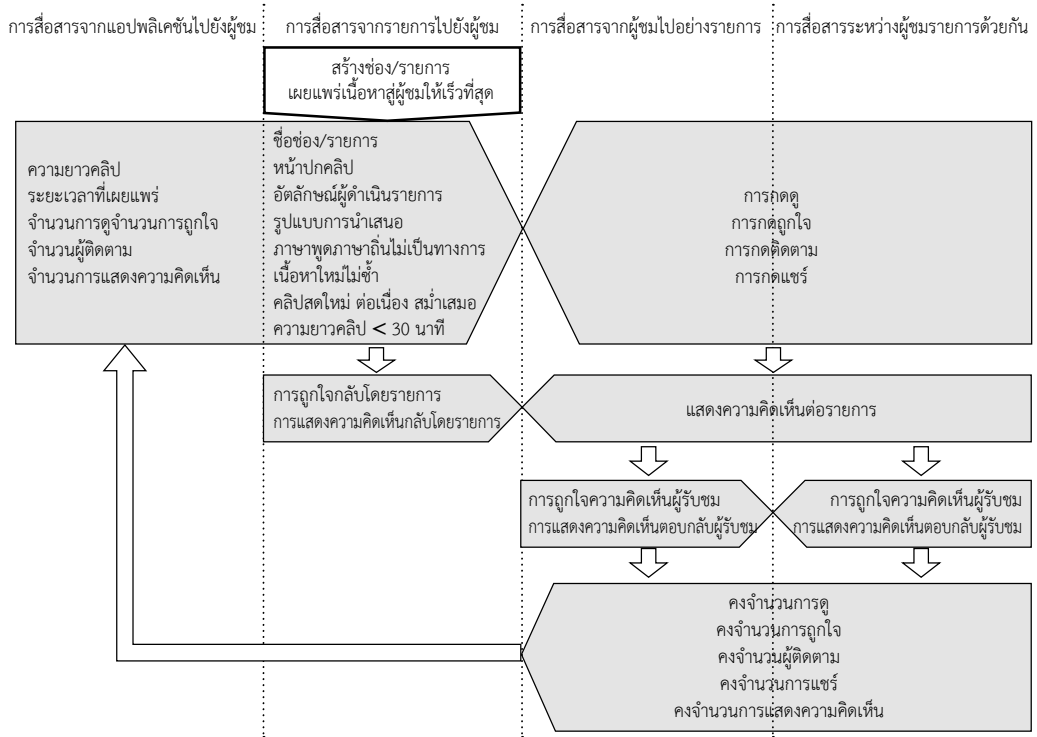 การสื่อสารจากแอปพลิเคชันไปยังผู้ชม
การสื่อสารจากรายการไปยังผู้ชม
การสื่อสารจากผู้ชมไปอย่างรายการ
การสื่อสารระหว่างผู้ชมรายการด้วยกัน
สร้างช่อง/รายการ
เผยแพร่เนื้อหาสู่ผู้ชมให้เร็วที่สุด
ความยาวคลิป
ระยะเวลาที่เผยแพร่
จำนวนการดูจำนวนการถูกใจ
จำนวนผู้ติดตาม
จำนวนการแสดงความคิดเห็น
ชื่อช่อง/รายการ
หน้าปกคลิป
อัตลักษณ์ผู้ดำเนินรายการ
รูปแบบการนำเสนอ
ภาษาพูดภาษาถิ่นไม่เป็นทางการ
เนื้อหาใหม่ไม่ซ้ำ
คลิปสดใหม่ ต่อเนื่อง สม่ำเสมอ
ความยาวคลิป < 30 นาที
การกดดู
การกดถูกใจ
การกดติดตาม
การกดแชร์
การถูกใจกลับโดยรายการ
การแสดงความคิดเห็นกลับโดยรายการ
แสดงความคิดเห็นต่อรายการ
การถูกใจความคิดเห็นผู้รับชม
การแสดงความคิดเห็นตอบกลับผู้รับชม
การถูกใจความคิดเห็นผู้รับชม
การแสดงความคิดเห็นตอบกลับผู้รับชม
คงจำนวนการดู
คงจำนวนการถูกใจ
คงจำนวนผู้ติดตาม
คงจำนวนการแชร์
คงจำนวนการแสดงความคิดเห็น